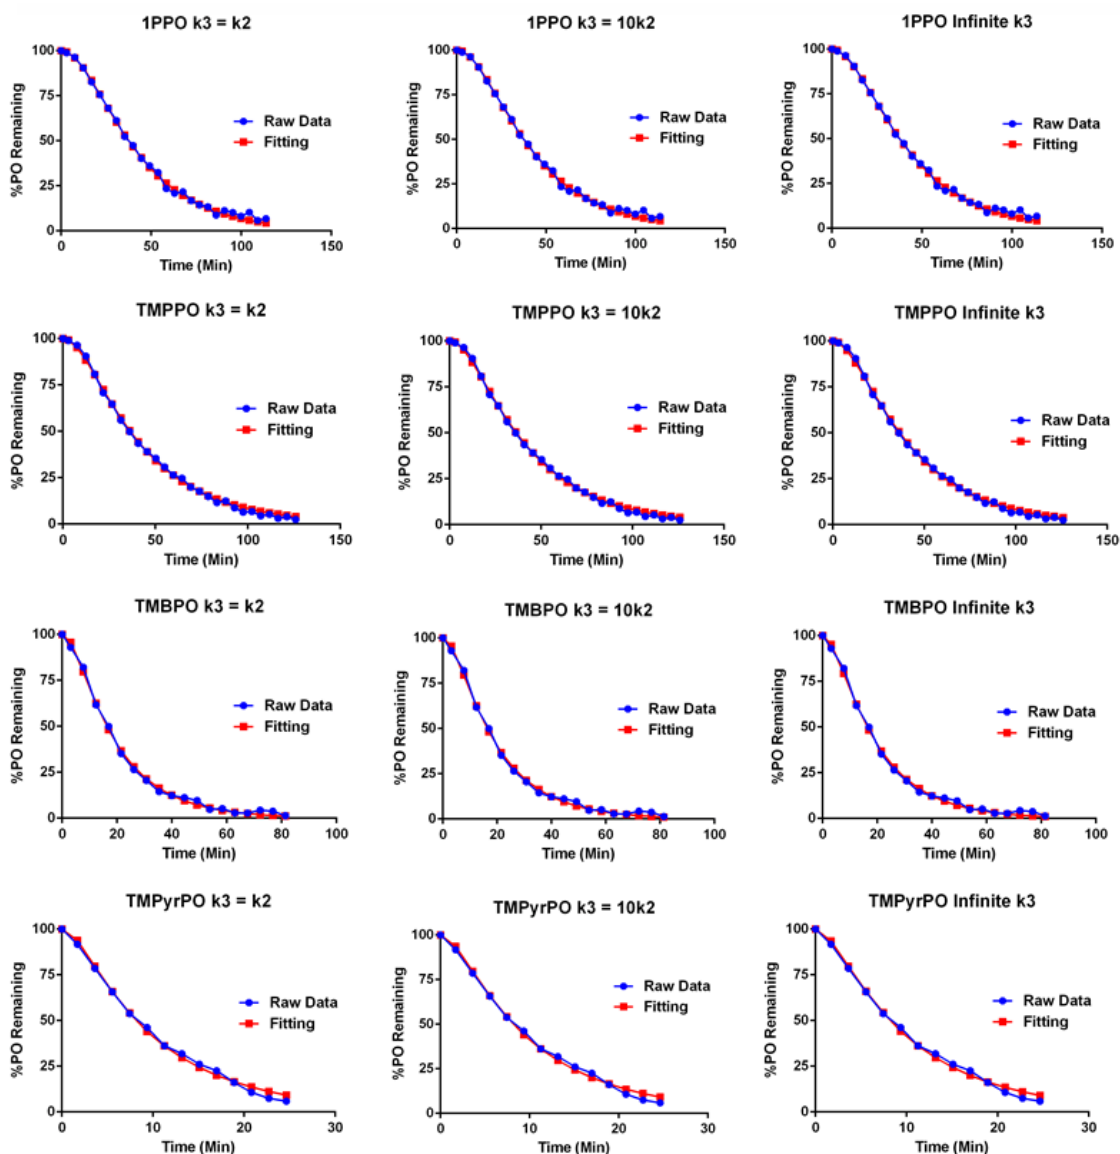 1PPO k3 = k2
100
75
50
25
0
%PO Remaining
Raw Data
Fitting
0 50 100 150
Time (Min)
1PPO k3 = 10k2
100
75
50
25
0
%PO Remaining
Raw Data
Fitting
0 50 100 150
Time (Min)
1PPO Infinite k3
100
75
50
25
0
%PO Remaining
Raw Data
Fitting
0 50 100 150
Time (Min)
TMPPO k3 = k2
100
75
50
25
0
%PO Remaining
Raw Data
Fitting
0 50 100 150
Time (Min)
TMPPO k3 = 10k2
100
75
50
25
0
%PO Remaining
Raw Data
Fitting
0 50 100 150
Time (Min)
TMPPO Infinite k3
100
75
50
25
0
%PO Remaining
Raw Data
Fitting
0 50 100 150
Time (Min)
TMBPO k3 = k2
100
75
50
25
0
%PO Remaining
Raw Data
Fitting
0 20 40 60 80 100
Time (Min)
TMBPO k3 = 10k2
100
75
50
25
0
%PO Remaining
Raw Data
Fitting
0 20 40 60 80 100
Time (Min)
TMBPO Infinite k3
100
75
50
25
0
%PO Remaining
Raw Data
Fitting
0 20 40 60 80 100
Time (Min)
TMPyrPO k3 = k2
100
75
50
25
0
%PO Remaining
Raw Data
Fitting
0 10 20 30
Time (Min)
TMPyrPO k3 = 10k2
100
75
50
25
0
%PO Remaining
Raw Data
Fitting
0 10 20 30
Time (Min)
TMPyrPO Infinite k3
100
75
50
25
0
%PO Remaining
Raw Data
Fitting
0 10 20 30
Time (Min)